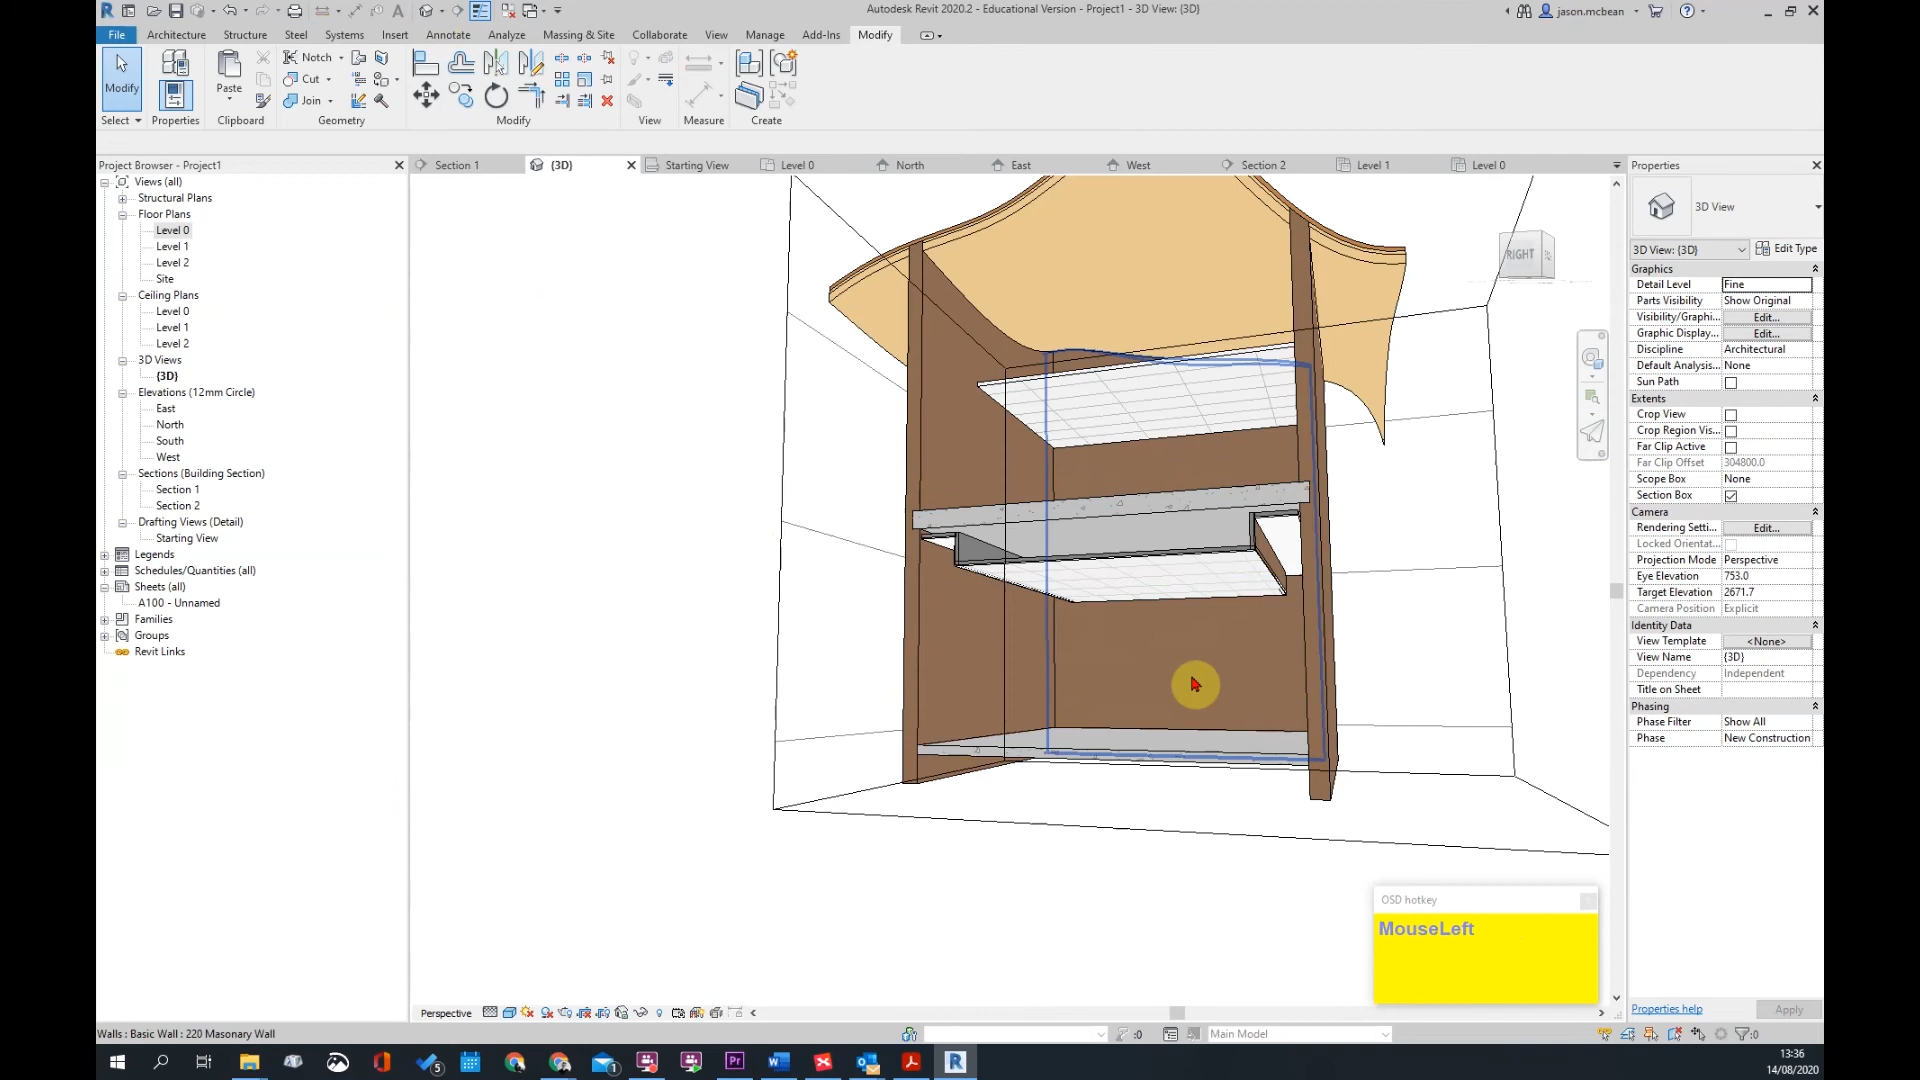 Autodesk Revit 2020.2 - Educational Version - Project1 - 3D View: {3D}
jason.mcbean
File Architecture Structure Steel Systems Insert Annotate Analyze Massing & Site Collaborate View Manage Add-Ins Modify
Modify Paste Notch Cut Join
Select Properties Clipboard Geometry Modify View Measure Create
Project Browser - Project1
Section 1 {3D} Starting View Level 0 North East West Section 2 Level 1 Level 0
Views (all)
Structural Plans
Floor Plans
Level 0
Level 1
Level 2
Site
Ceiling Plans
Level 0
Level 1
Level 2
3D Views
{3D}
Elevations (12mm Circle)
East
North
South
West
Sections (Building Section)
Section 1
Section 2
Drafting Views (Detail)
Starting View
Legends
Schedules/Quantities (all)
Sheets (all)
A100 - Unnamed
Families
Groups
Revit Links
RIGHT
Properties
3D View
3D View: {3D} Edit Type
Graphics
Detail Level Fine
Parts Visibility Show Original
Visibility/Graphi... Edit...
Graphic Display... Edit...
Discipline Architectural
Default Analysis... None
Sun Path
Extents
Crop View
Crop Region Vis...
Far Clip Active
Far Clip Offset 304800.0
Scope Box None
Section Box
Camera
Rendering Setti... Edit...
Locked Orientat...
Projection Mode Perspective
Eye Elevation 753.0
Target Elevation 2671.7
Camera Position Explicit
Identity Data
View Template <None>
View Name {3D}
Dependency Independent
Title on Sheet
Phasing
Phase Filter Show All
Phase New Construction
Properties help Apply
OSD hotkey
MouseLeft
Perspective
Walls : Basic Wall : 220 Masonary Wall
:0 Main Model :0
5 1 Pr
13:36
14/08/2020